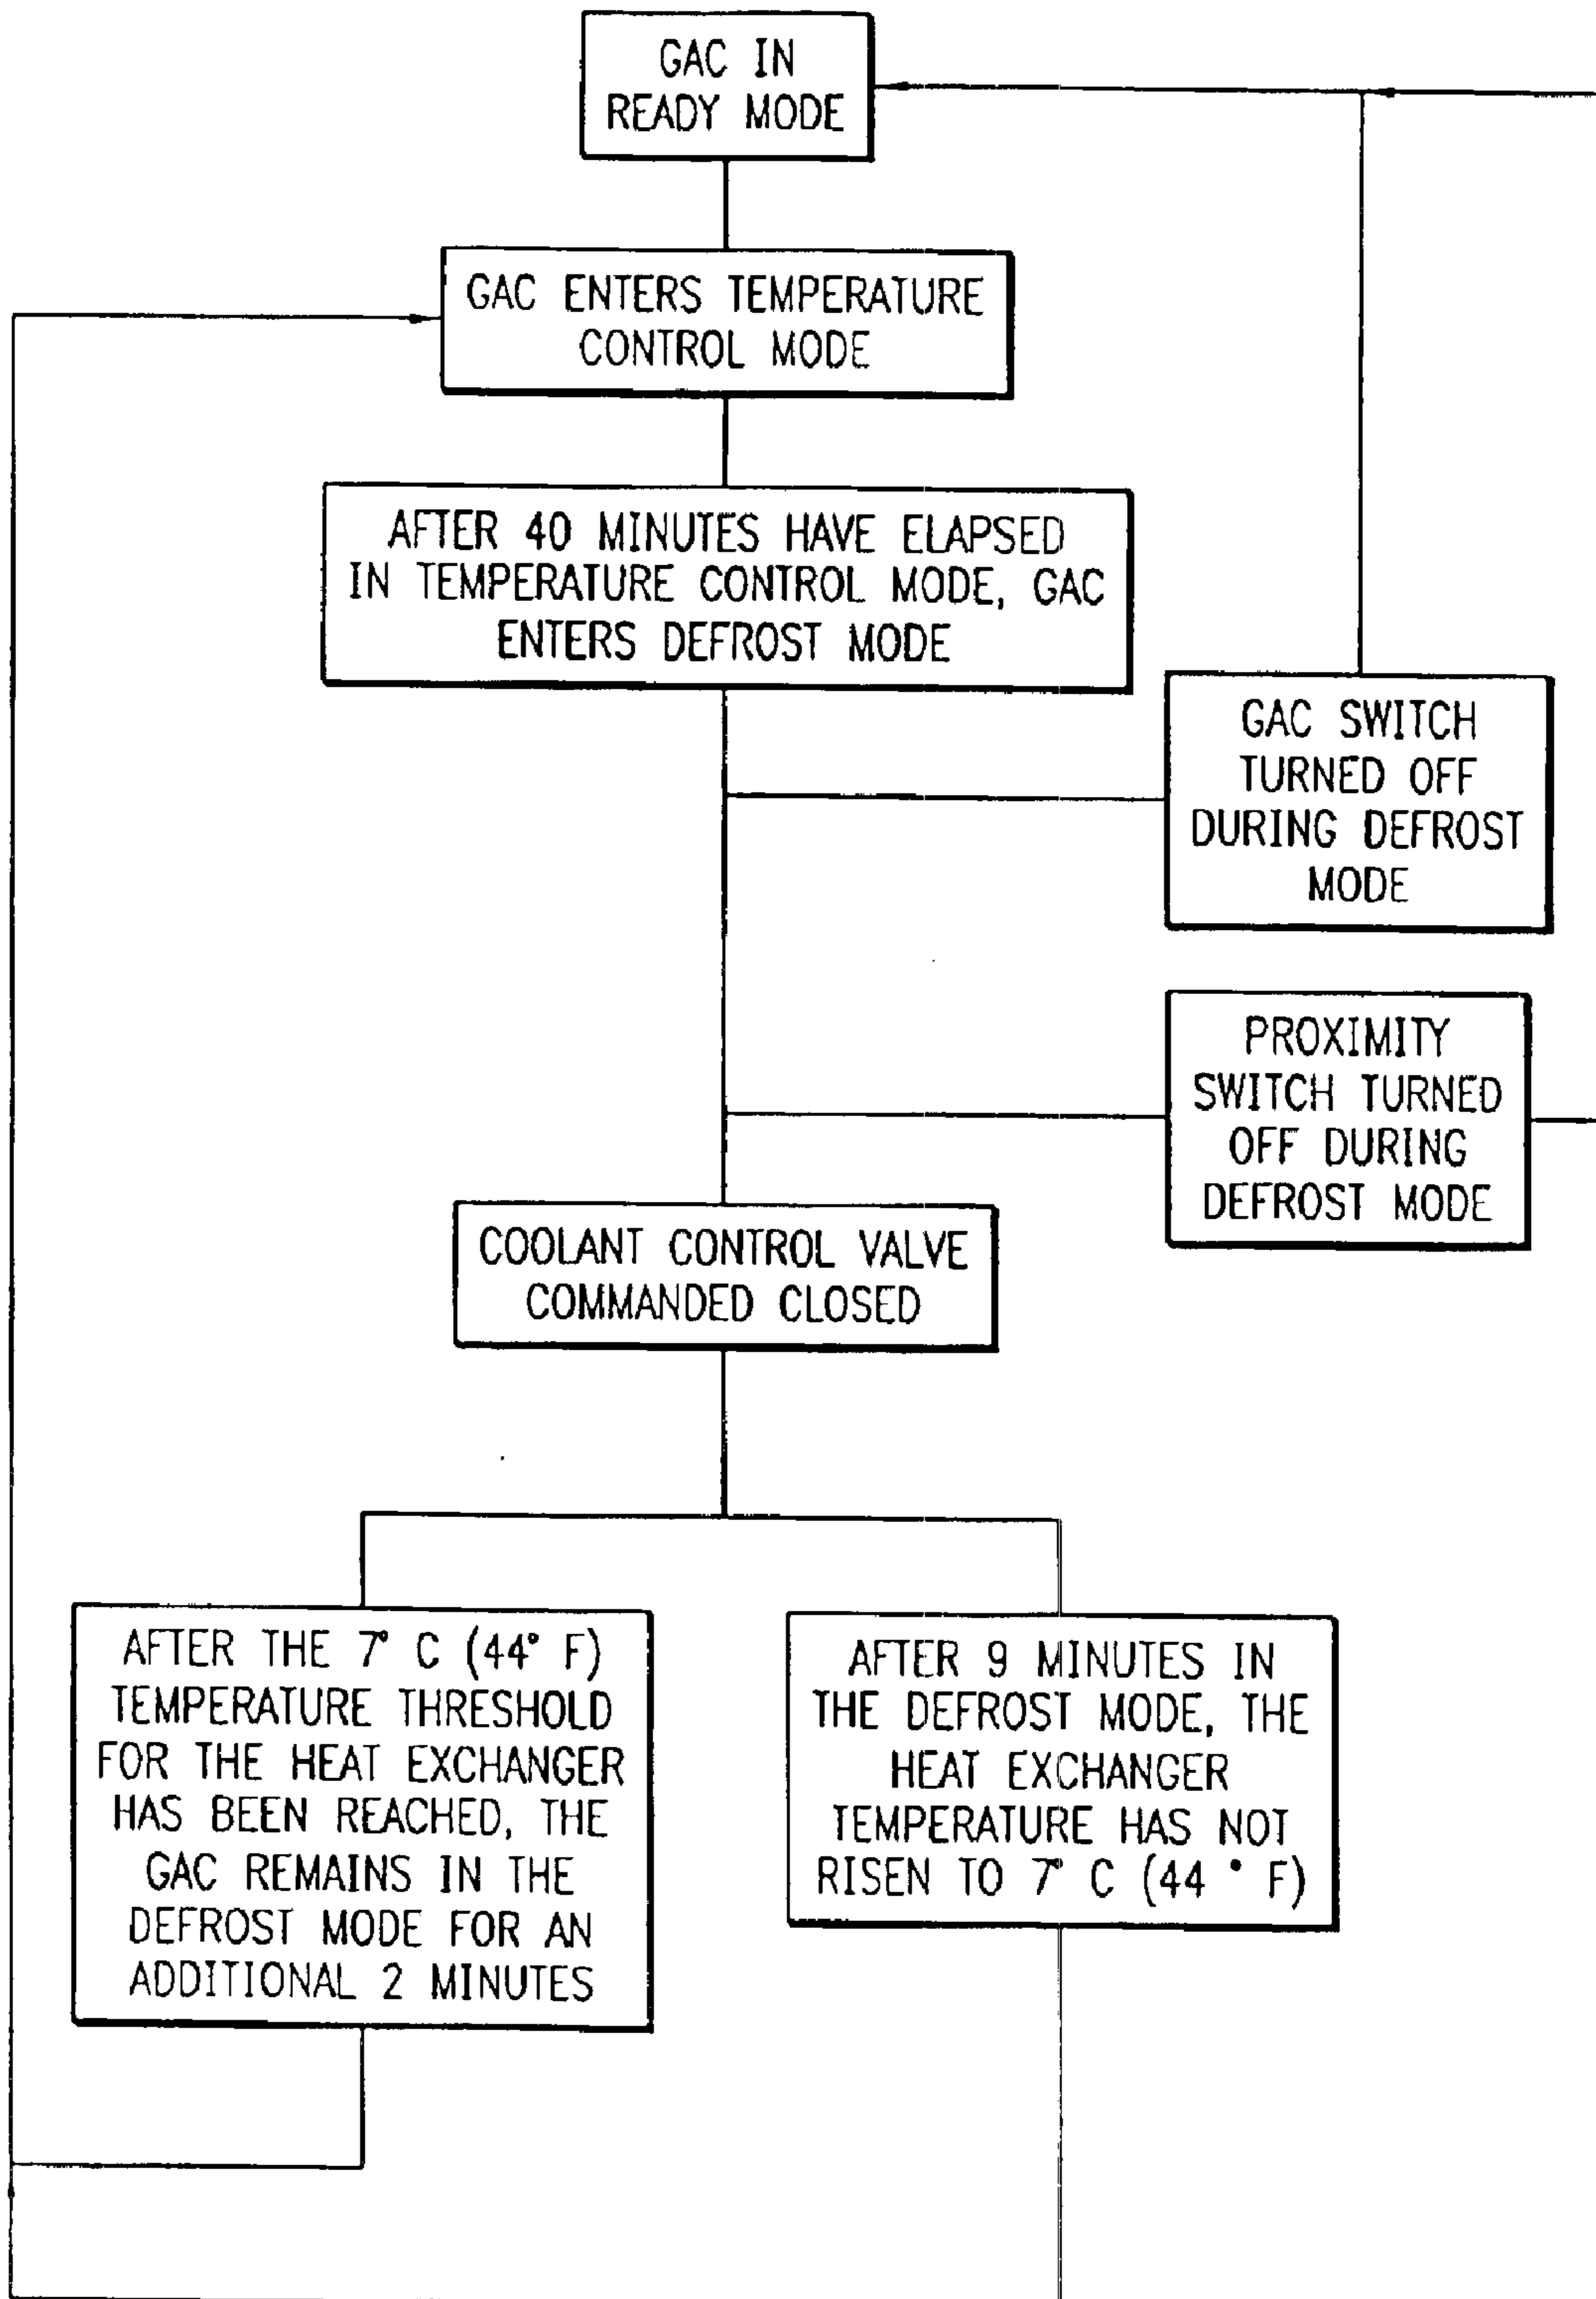 GAC IN
READY MODE
GAC ENTERS TEMPERATURE
CONTROL MODE
AFTER 40 MINUTES HAVE ELAPSED
IN TEMPERATURE CONTROL MODE, GAC
ENTERS DEFROST MODE
GAC SWITCH
TURNED OFF
DURING DEFROST
MODE
PROXIMITY
SWITCH TURNED
OFF DURING
DEFROST MODE
COOLANT CONTROL VALVE
COMMANDED CLOSED
AFTER THE 7° C (44° F)
TEMPERATURE THRESHOLD
FOR THE HEAT EXCHANGER
HAS BEEN REACHED, THE
GAC REMAINS IN THE
DEFROST MODE FOR AN
ADDITIONAL 2 MINUTES
AFTER 9 MINUTES IN
THE DEFROST MODE, THE
HEAT EXCHANGER
TEMPERATURE HAS NOT
RISEN TO 7° C (44 ° F)